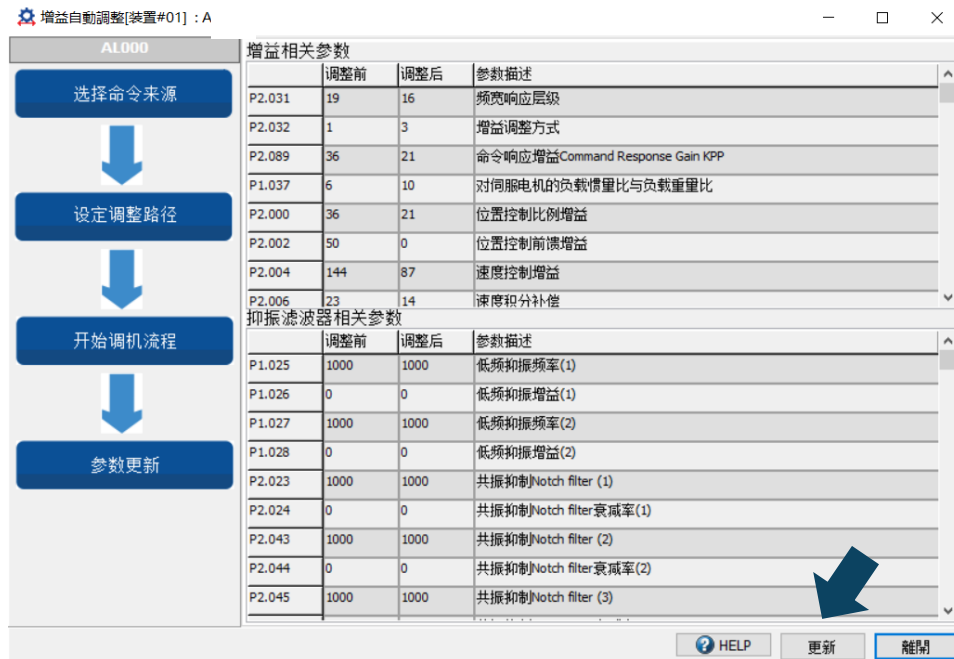 增益自動調整[装置#01] : A
AL000
选择命令来源
设定调整路径
开始调机流程
参数更新
增益相关参数
调整前 调整后 参数描述
P2.031 19 16 频宽响应层级
P2.032 1 3 增益调整方式
P2.089 36 21 命令响应增益Command Response Gain KPP
P1.037 6 10 对伺服电机的负载惯量比与负载重量比
P2.000 36 21 位置控制比例增益
P2.002 50 0 位置控制前馈增益
P2.004 144 87 速度控制增益
P2.006 23 14 速度积分补偿
抑振滤波器相关参数
调整前 调整后 参数描述
P1.025 1000 1000 低频抑振频率(1)
P1.026 0 0 低频抑振增益(1)
P1.027 1000 1000 低频抑振频率(2)
P1.028 0 0 低频抑振增益(2)
P2.023 1000 1000 共振抑制Notch filter (1)
P2.024 0 0 共振抑制Notch filter衰减率(1)
P2.043 1000 1000 共振抑制Notch filter (2)
P2.044 0 0 共振抑制Notch filter衰减率(2)
P2.045 1000 1000 共振抑制Notch filter (3)
HELP 更新 離開